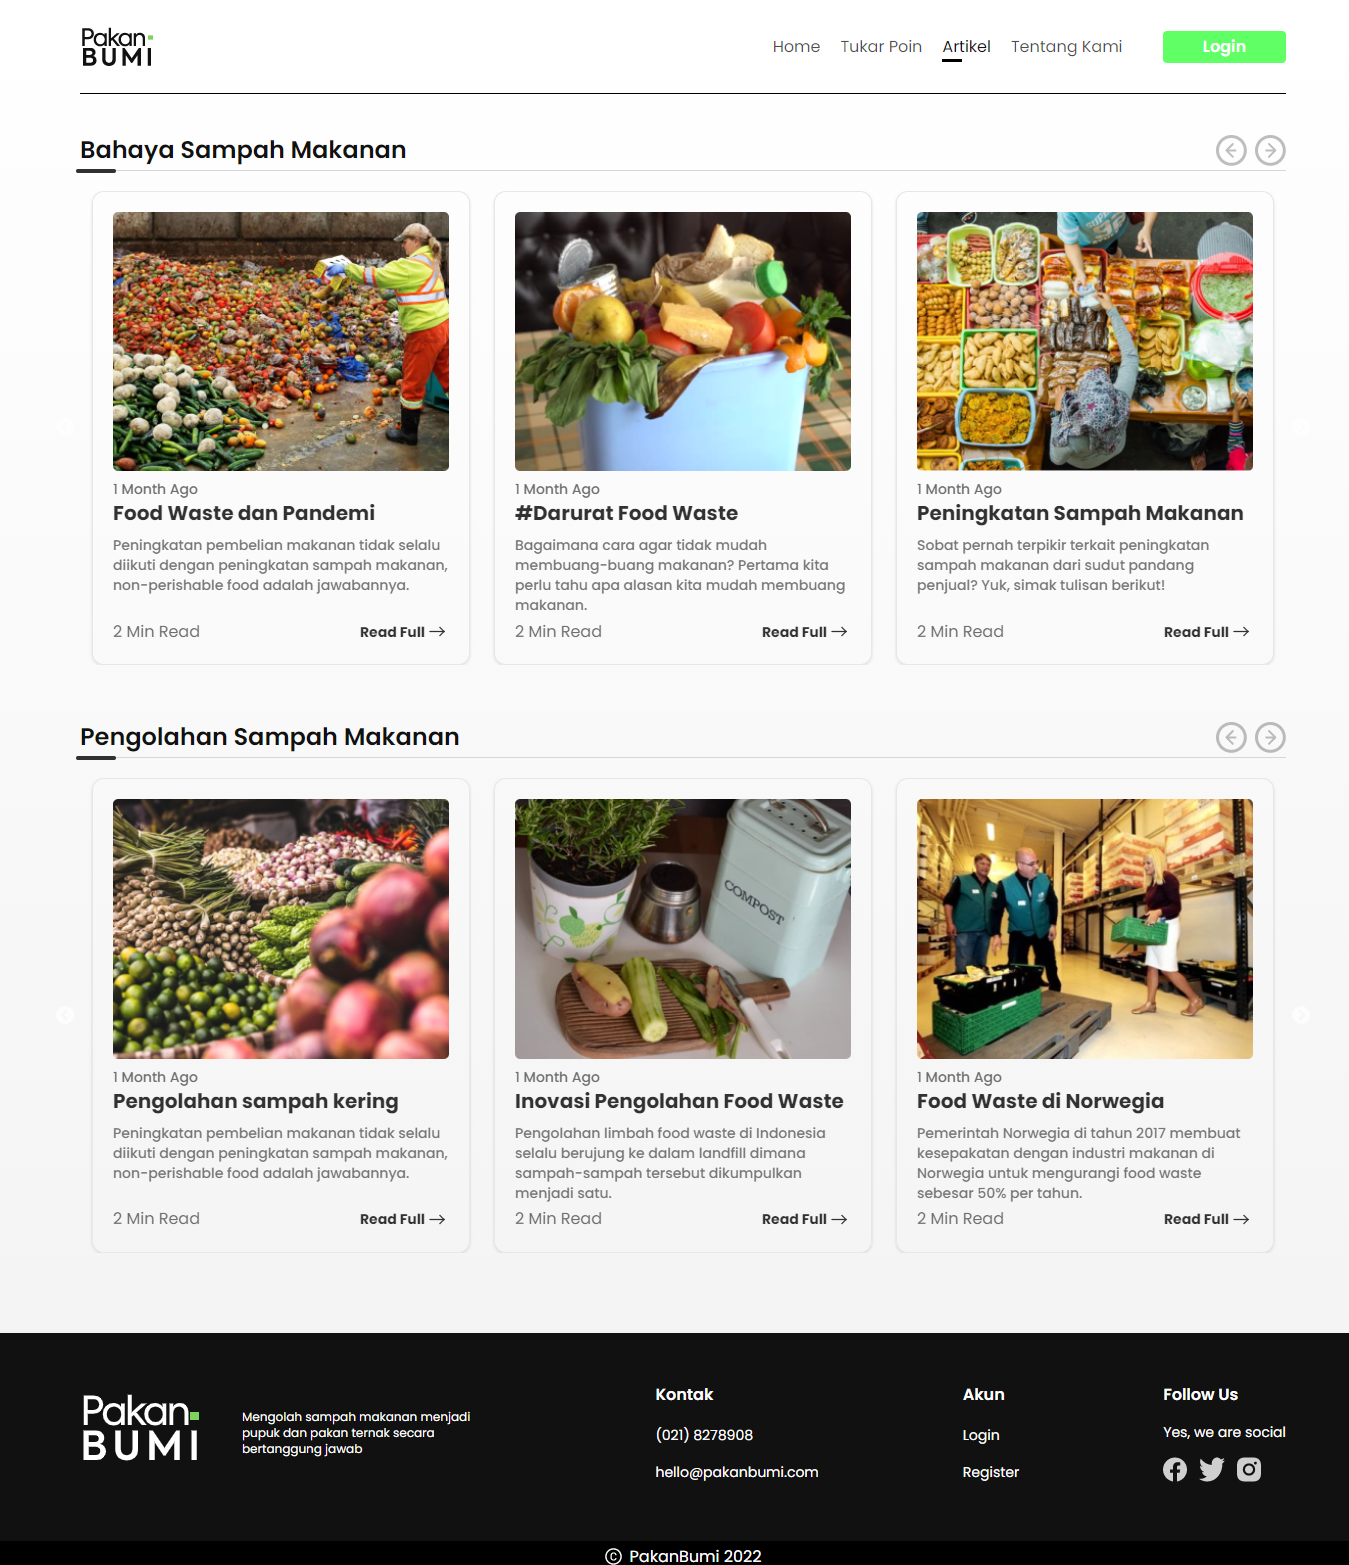 Pakan
BUMI
Home Tukar Poin Artikel Tentang Kami Login
Bahaya Sampah Makanan
1 Month Ago
Food Waste dan Pandemi
Peningkatan pembelian makanan tidak selalu
diikuti dengan peningkatan sampah makanan,
non-perishable food adalah jawabannya.
2 Min Read Read Full
1 Month Ago
#Darurat Food Waste
Bagaimana cara agar tidak mudah
membuang-buang makanan? Pertama kita
perlu tahu apa alasan kita mudah membuang
makanan.
2 Min Read Read Full
1 Month Ago
Peningkatan Sampah Makanan
Sobat pernah terpikir terkait peningkatan
sampah makanan dari sudut pandang
penjual? Yuk, simak tulisan berikut!
2 Min Read Read Full
Pengolahan Sampah Makanan
1 Month Ago
Pengolahan sampah kering
Peningkatan pembelian makanan tidak selalu
diikuti dengan peningkatan sampah makanan,
non-perishable food adalah jawabannya.
2 Min Read Read Full
COMPOST
1 Month Ago
Inovasi Pengolahan Food Waste
Pengolahan limbah food waste di Indonesia
selalu berujung ke dalam landfill dimana
sampah-sampah tersebut dikumpulkan
menjadi satu.
2 Min Read Read Full
1 Month Ago
Food Waste di Norwegia
Pemerintah Norwegia di tahun 2017 membuat
kesepakatan dengan industri makanan di
Norwegia untuk mengurangi food waste
sebesar 50% per tahun.
2 Min Read Read Full
Pakan
BUMI
Mengolah sampah makanan menjadi
pupuk dan pakan ternak secara
bertanggung jawab
Kontak
(021) 8278908
hello@pakanbumi.com
Akun
Login
Register
Follow Us
Yes, we are social
© PakanBumi 2022